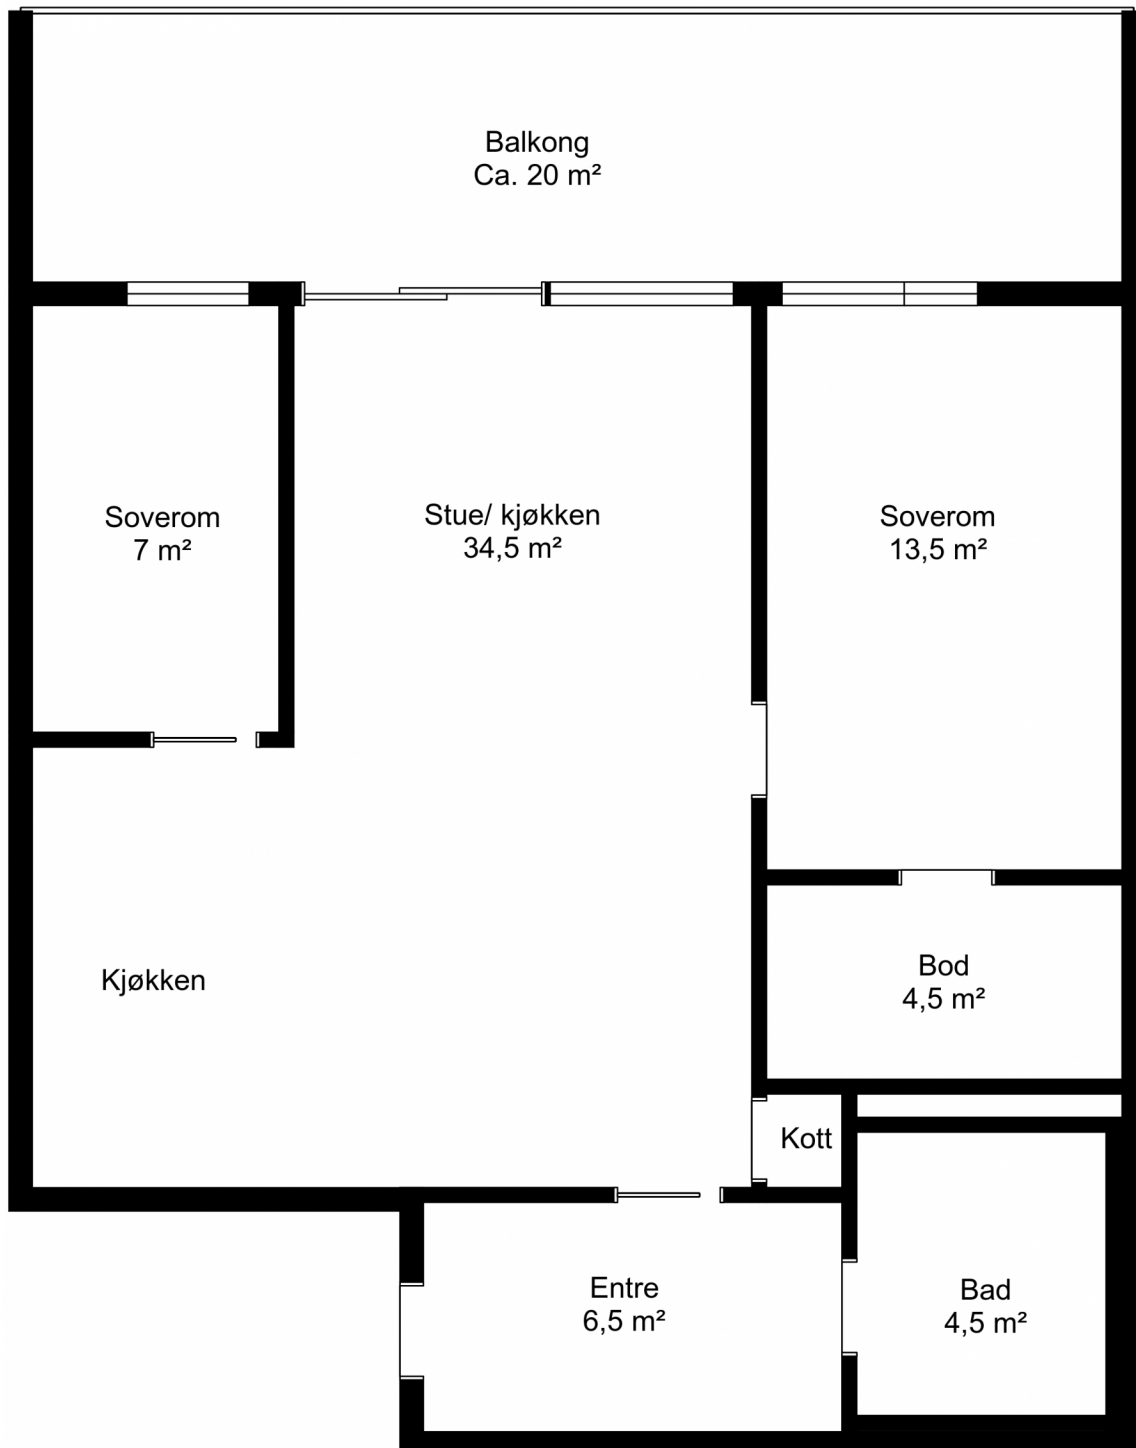 Balkong
Ca. 20 m²
Soverom
7 m²
Stue/ kjøkken
34,5 m²
Soverom
13,5 m²
Kjøkken
Bod
4,5 m²
Kott
Entre
6,5 m²
Bad
4,5 m²